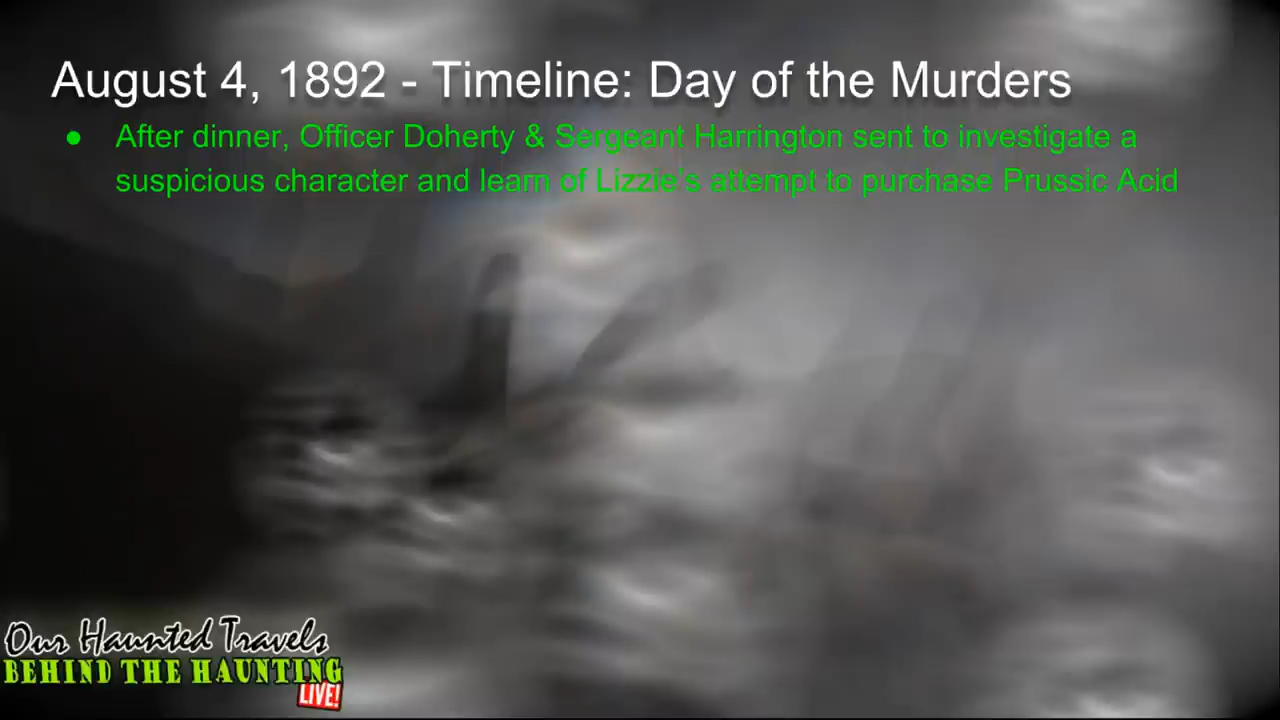 August 4, 1892 - Timeline: Day of the Murders
● After dinner, Officer Doherty & Sergeant Harrington sent to investigate a
suspicious character and learn of Lizzie's attempt to purchase Prussic Acid
Our Haunted Travels
BEHIND THE HAUNTING
LIVE!